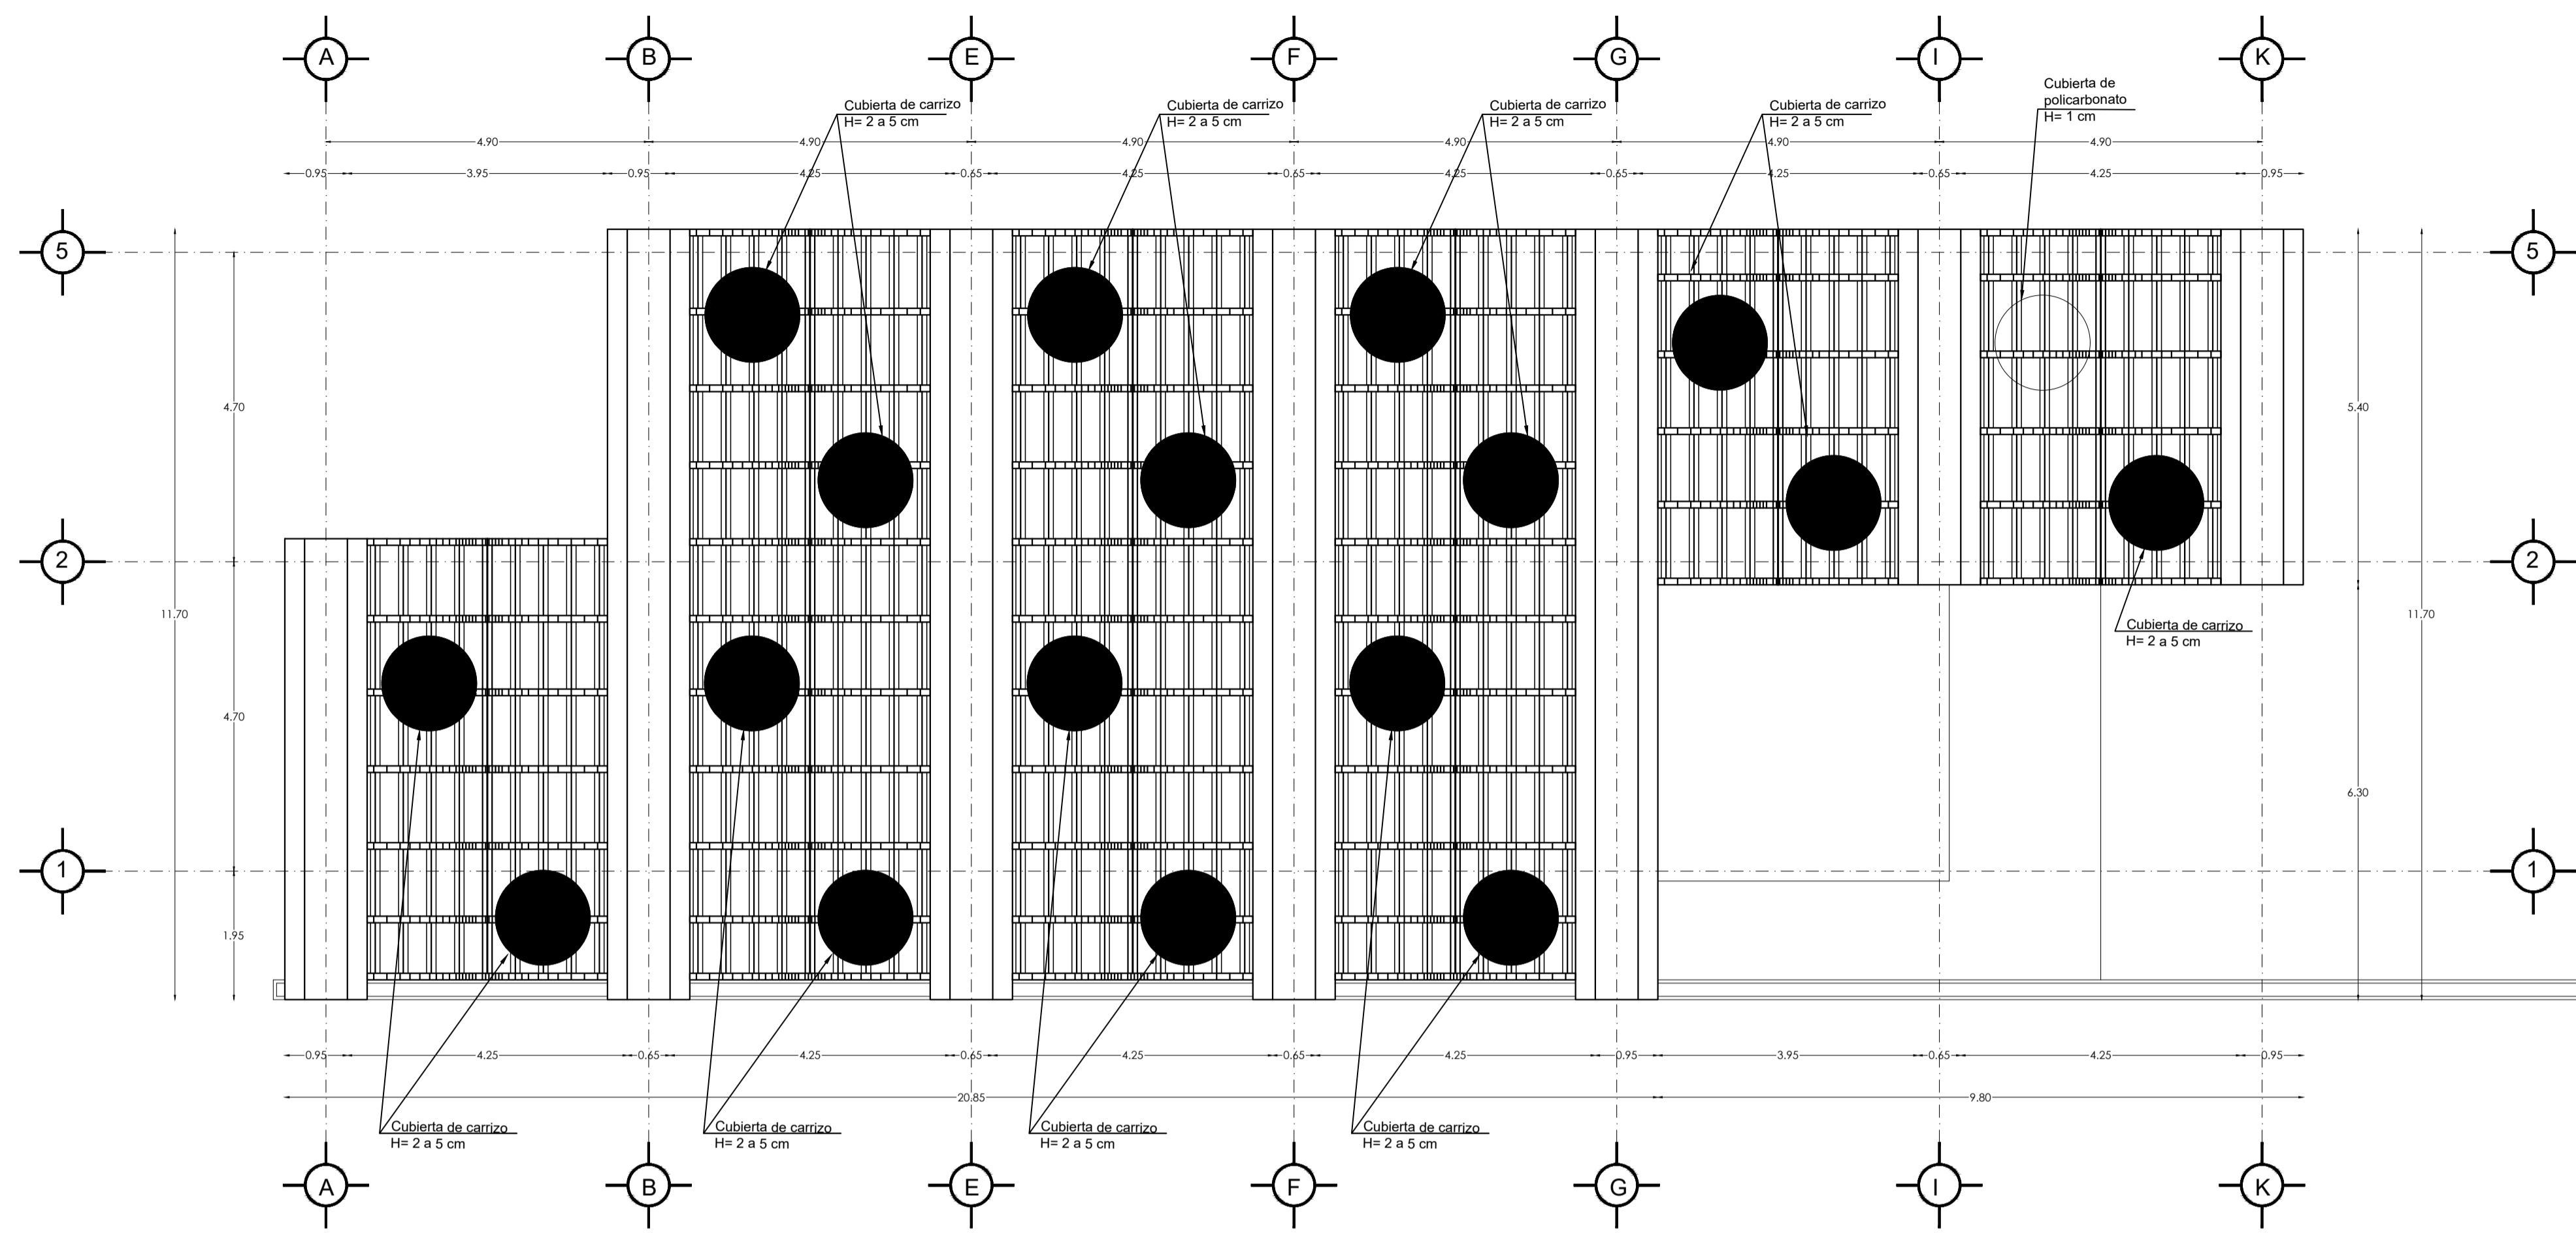 A B E F G I K
Cubierta de carrizo
H= 2 a 5 cm
Cubierta de carrizo
H= 2 a 5 cm
Cubierta de carrizo
H= 2 a 5 cm
Cubierta de carrizo
H= 2 a 5 cm
Cubierta de
policarbonato
H= 1 cm
4.90 4.90 4.90 4.90 4.90 4.90
0.95 3.95 0.95 4.25 0.65 4.25 0.65 4.25 0.65 4.25 0.65 4.25 0.95
5 5
4.70 5.40
2 2
11.70 11.70
Cubierta de carrizo
H= 2 a 5 cm
4.70
6.30
1 1
1.95
0.95 4.25 0.65 4.25 0.65 4.25 0.65 4.25 0.95 3.95 0.65 4.25 0.95
20.85 9.80
Cubierta de carrizo
H= 2 a 5 cm
Cubierta de carrizo
H= 2 a 5 cm
Cubierta de carrizo
H= 2 a 5 cm
Cubierta de carrizo
H= 2 a 5 cm
A B E F G I K